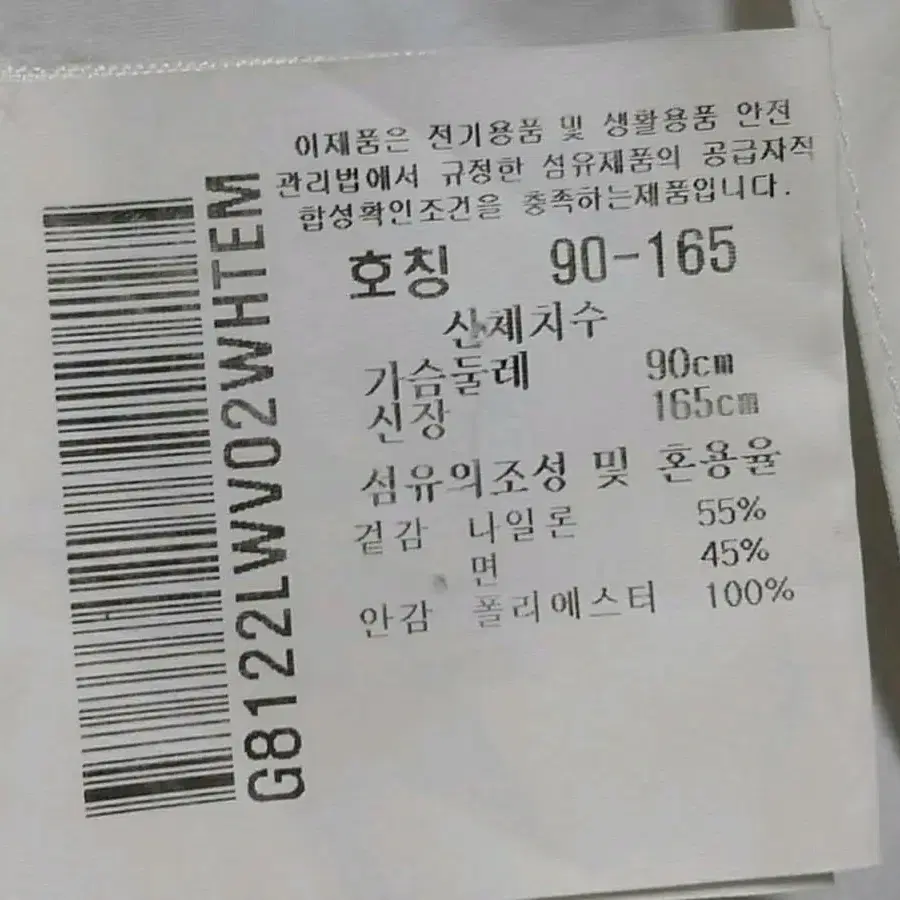 이제품은 전기용품 및 생활용품 안전
관리법에서 규정한 섬유제품의 공급자적
합성확인조건을 충족하는제품입니다.
호칭 90-165
신체치수
가슴둘레 90cm
신장 165cm
섬유의조성 및 혼용율
겉감 나일론 55%
면 45%
안감 폴리에스터 100%
G8122LWV02WHTEM